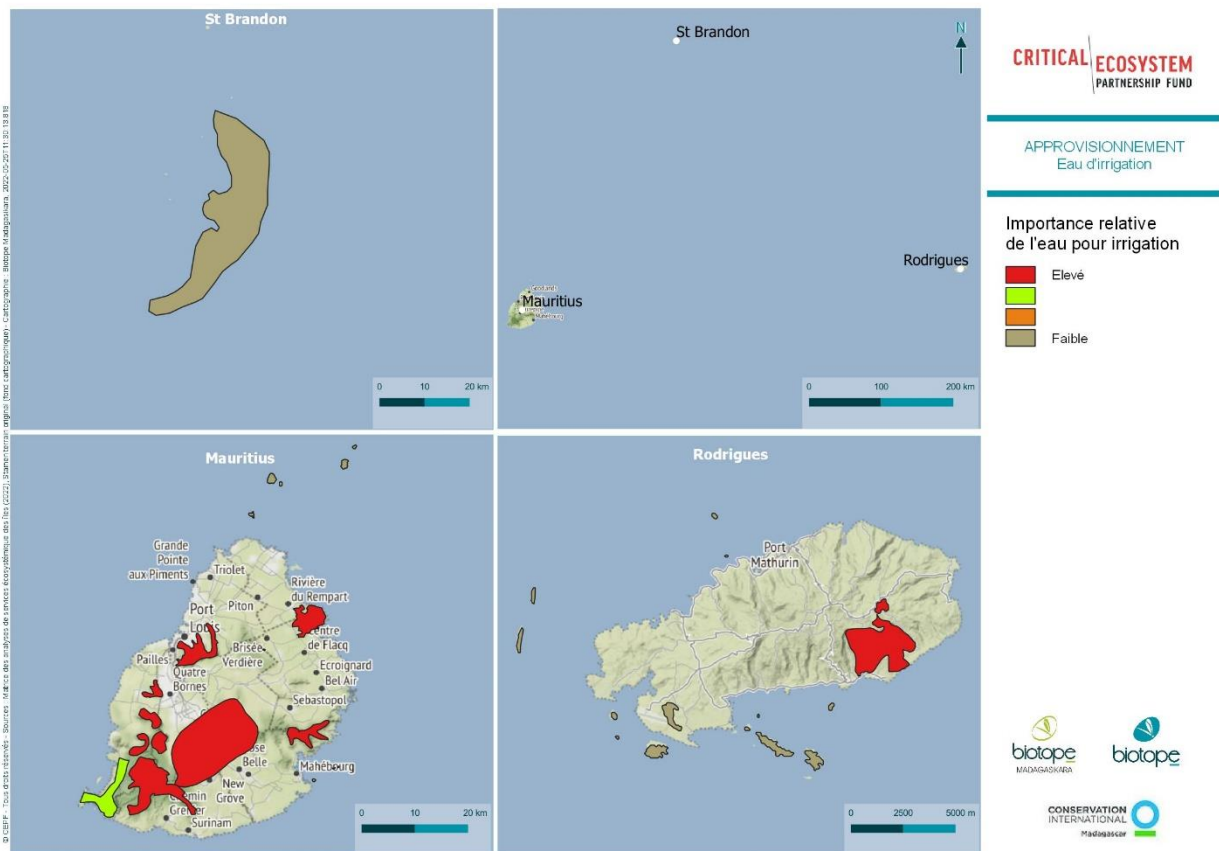 St Brandon
0 10 20 km
St Brandon
N
Mauritius
Rodrigues
0 100 200 km
CRITICAL ECOSYSTEM
PARTNERSHIP FUND
APPROVISIONNEMENT
Eau d'irrigation
Importance relative
de l'eau pour irrigation
Elevé
Faible
Mauritius
Grande
Pointe
aux Piments
Triolet
Piton
Rivière
du Rempart
Port
Louis
Pailles
Brisée
Verdière
Centre
de Flacq
Quatre
Bornes
Ecroignard
Bel Air
Sebastopol
Belle
Mahébourg
New
Grove
Surinam
0 10 20 km
Rodrigues
Port
Mathurin
0 2500 5000 m
biotope
MADAGASKARA
biotope
CONSERVATION
INTERNATIONAL
Madagascar